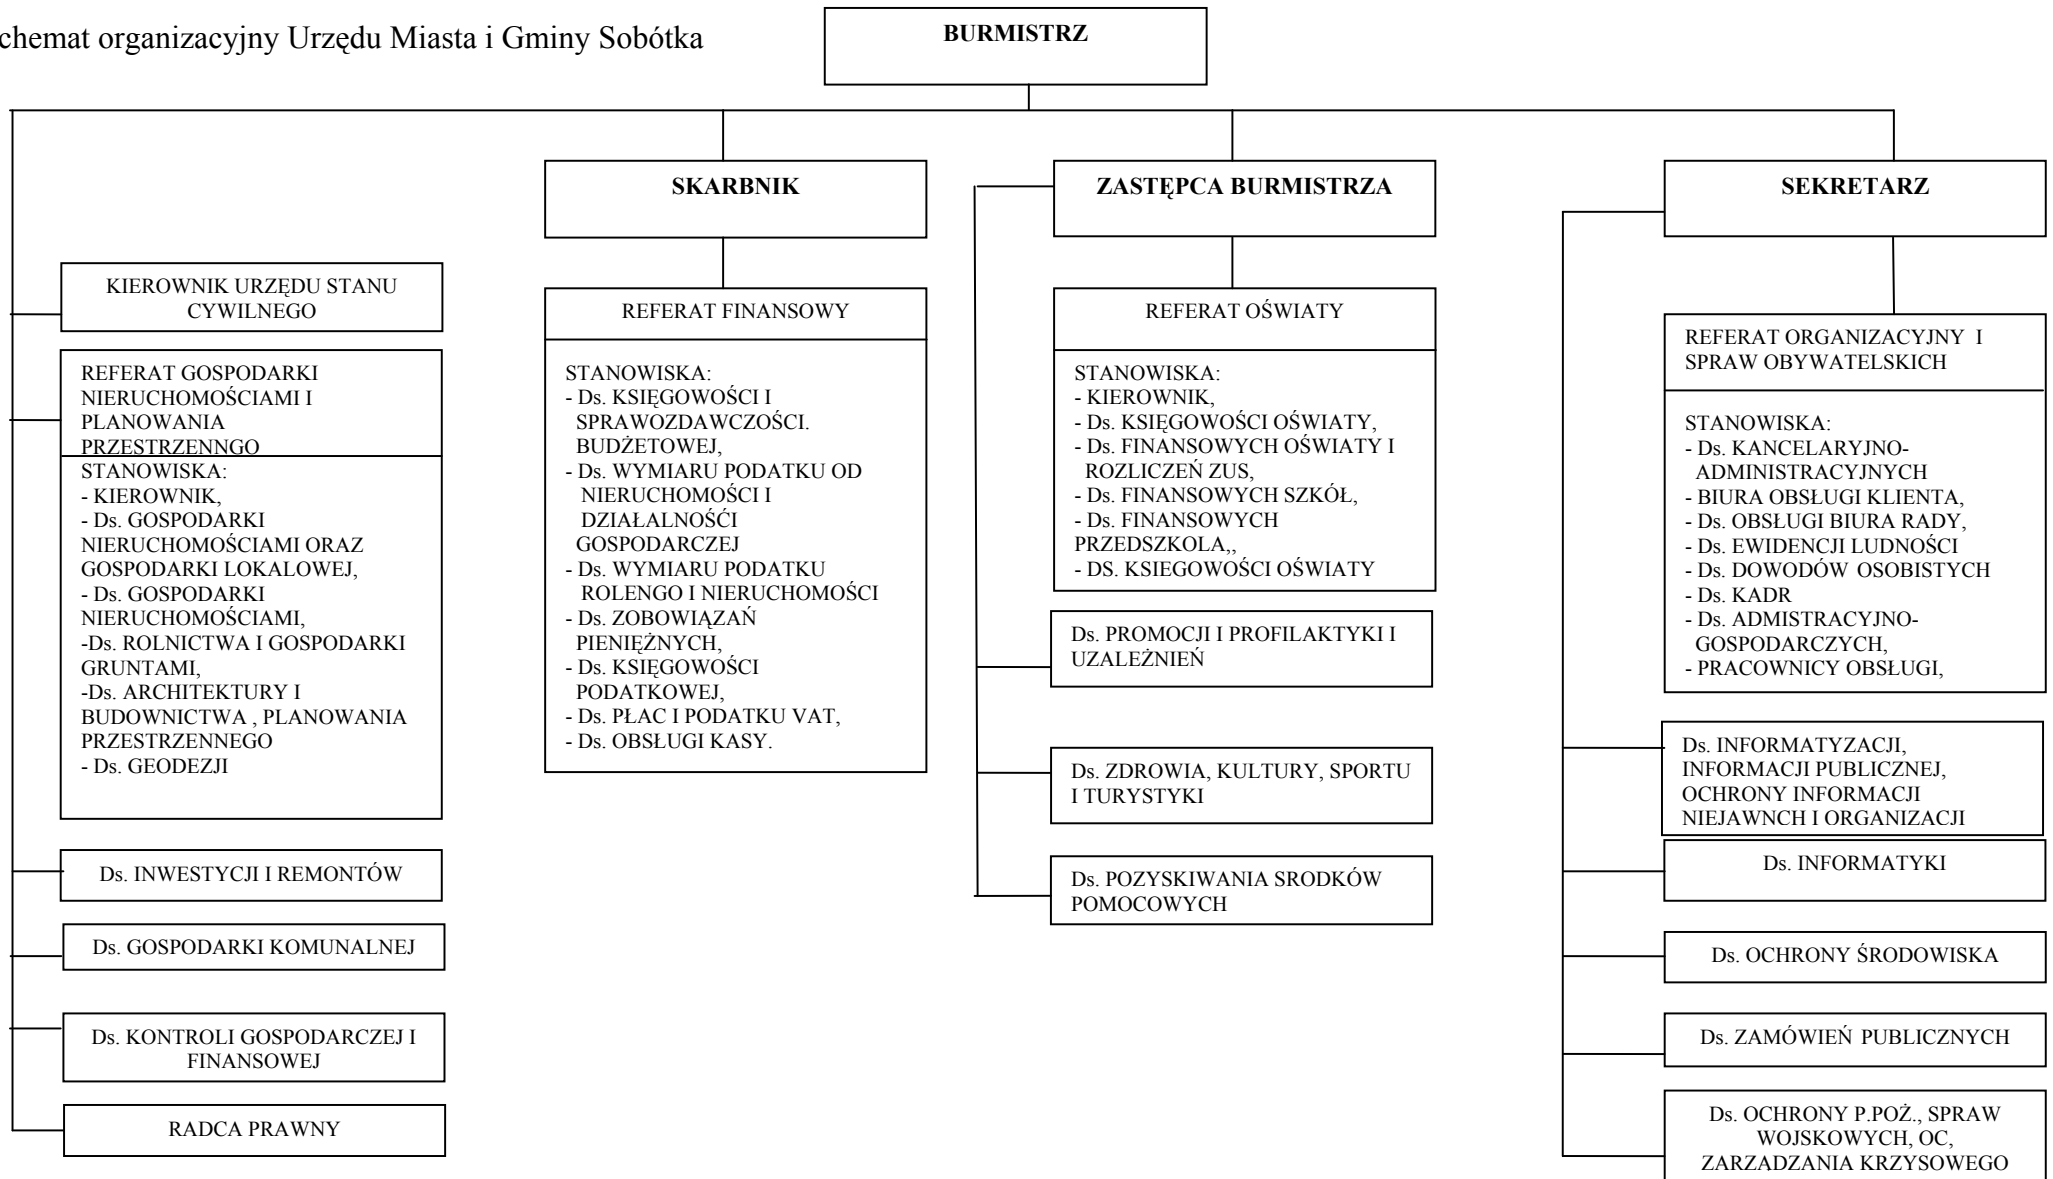 chemat organizacyjny Urzędu Miasta i Gminy Sobótka
BURMISTRZ
KIEROWNIK URZĘDU STANU
CYWILNEGO
REFERAT GOSPODARKI
NIERUCHOMOŚCIAMI I
PLANOWANIA
PRZESTRZENNGO
STANOWISKA:
- KIEROWNIK,
- Ds. GOSPODARKI
NIERUCHOMOŚCIAMI ORAZ
GOSPODARKI LOKALOWEJ,
- Ds. GOSPODARKI
NIERUCHOMOŚCIAMI,
-Ds. ROLNICTWA I GOSPODARKI
GRUNTAMI,
-Ds. ARCHITEKTURY I
BUDOWNICTWA , PLANOWANIA
PRZESTRZENNEGO
- Ds. GEODEZJI
Ds. INWESTYCJI I REMONTÓW
Ds. GOSPODARKI KOMUNALNEJ
Ds. KONTROLI GOSPODARCZEJ I
FINANSOWEJ
RADCA PRAWNY
SKARBNIK
REFERAT FINANSOWY
STANOWISKA:
- Ds. KSIĘGOWOŚCI I
SPRAWOZDAWCZOŚCI.
BUDŻETOWEJ,
- Ds. WYMIARU PODATKU OD
NIERUCHOMOŚCI I
DZIAŁALNOŚĆI
GOSPODARCZEJ
- Ds. WYMIARU PODATKU
ROLENGO I NIERUCHOMOŚCI
- Ds. ZOBOWIĄZAŃ
PIENIĘŻNYCH,
- Ds. KSIĘGOWOŚCI
PODATKOWEJ,
- Ds. PŁAC I PODATKU VAT,
- Ds. OBSŁUGI KASY.
ZASTĘPCA BURMISTRZA
REFERAT OŚWIATY
STANOWISKA:
- KIEROWNIK,
- Ds. KSIĘGOWOŚCI OŚWIATY,
- Ds. FINANSOWYCH OŚWIATY I
ROZLICZEŃ ZUS,
- Ds. FINANSOWYCH SZKÓŁ,
- Ds. FINANSOWYCH
PRZEDSZKOLA,,
- DS. KSIEGOWOŚCI OŚWIATY
Ds. PROMOCJI I PROFILAKTYKI I
UZALEŻNIEŃ
Ds. ZDROWIA, KULTURY, SPORTU
I TURYSTYKI
Ds. POZYSKIWANIA SRODKÓW
POMOCOWYCH
SEKRETARZ
REFERAT ORGANIZACYJNY I
SPRAW OBYWATELSKICH
STANOWISKA:
- Ds. KANCELARYJNO-
ADMINISTRACYJNYCH
- BIURA OBSŁUGI KLIENTA,
- Ds. OBSŁUGI BIURA RADY,
- Ds. EWIDENCJI LUDNOŚCI
- Ds. DOWODÓW OSOBISTYCH
- Ds. KADR
- Ds. ADMISTRACYJNO-
GOSPODARCZYCH,
- PRACOWNICY OBSŁUGI,
Ds. INFORMATYZACJI,
INFORMACJI PUBLICZNEJ,
OCHRONY INFORMACJI
NIEJAWNCH I ORGANIZACJI
Ds. INFORMATYKI
Ds. OCHRONY ŚRODOWISKA
Ds. ZAMÓWIEŃ PUBLICZNYCH
Ds. OCHRONY P.POŻ., SPRAW
WOJSKOWYCH, OC,
ZARZĄDZANIA KRZYSOWEGO